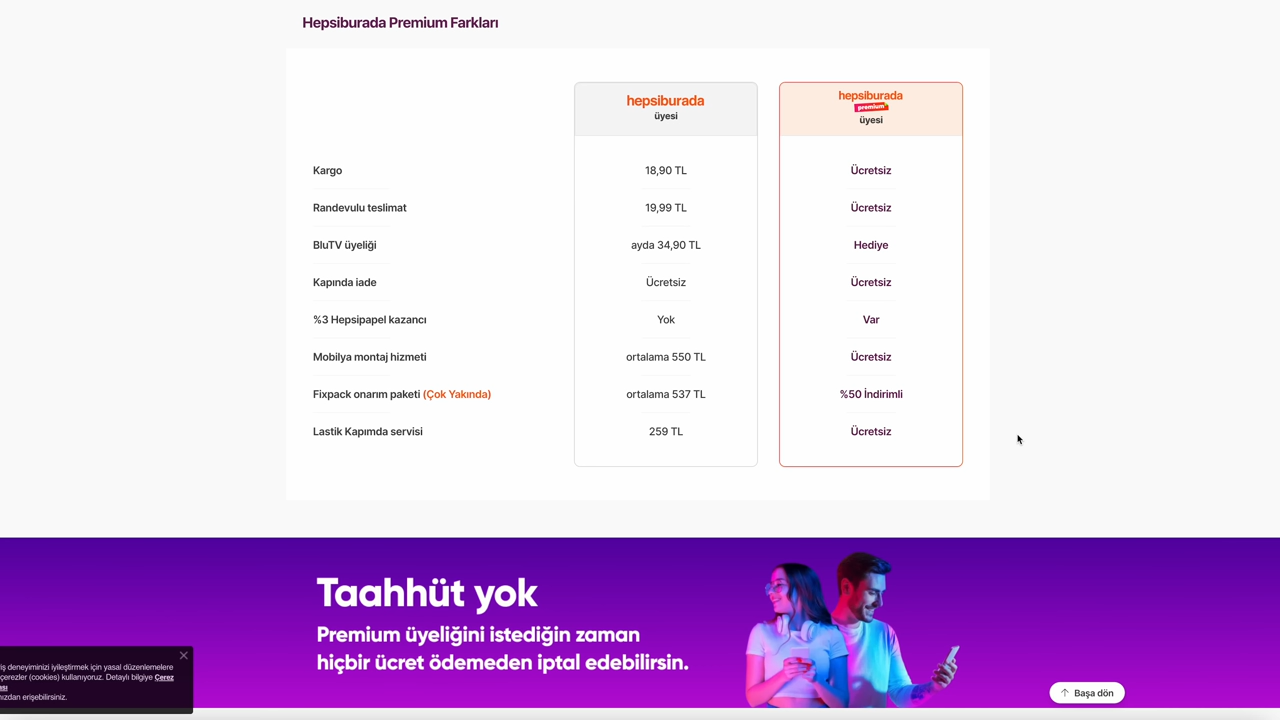 Hepsiburada Premium Farkları
hepsiburada
üyesi
hepsiburada
premium
üyesi
Kargo 18,90 TL Ücretsiz
Randevulu teslimat 19,99 TL Ücretsiz
BluTV üyeliği ayda 34,90 TL Hediye
Kapında iade Ücretsiz Ücretsiz
%3 Hepsipapel kazancı Yok Var
Mobilya montaj hizmeti ortalama 550 TL Ücretsiz
Fixpack onarım paketi (Çok Yakında) ortalama 537 TL %50 İndirimli
Lastik Kapımda servisi 259 TL Ücretsiz
Taahhüt yok
Premium üyeliğini istediğin zaman
hiçbir ücret ödemeden iptal edebilirsin.
deneyiminizi iyileştirmek için yasal düzenlemelere
çerezler (cookies) kullanıyoruz. Detaylı bilgiye Çerez
erişebilirsiniz.
Başa dön